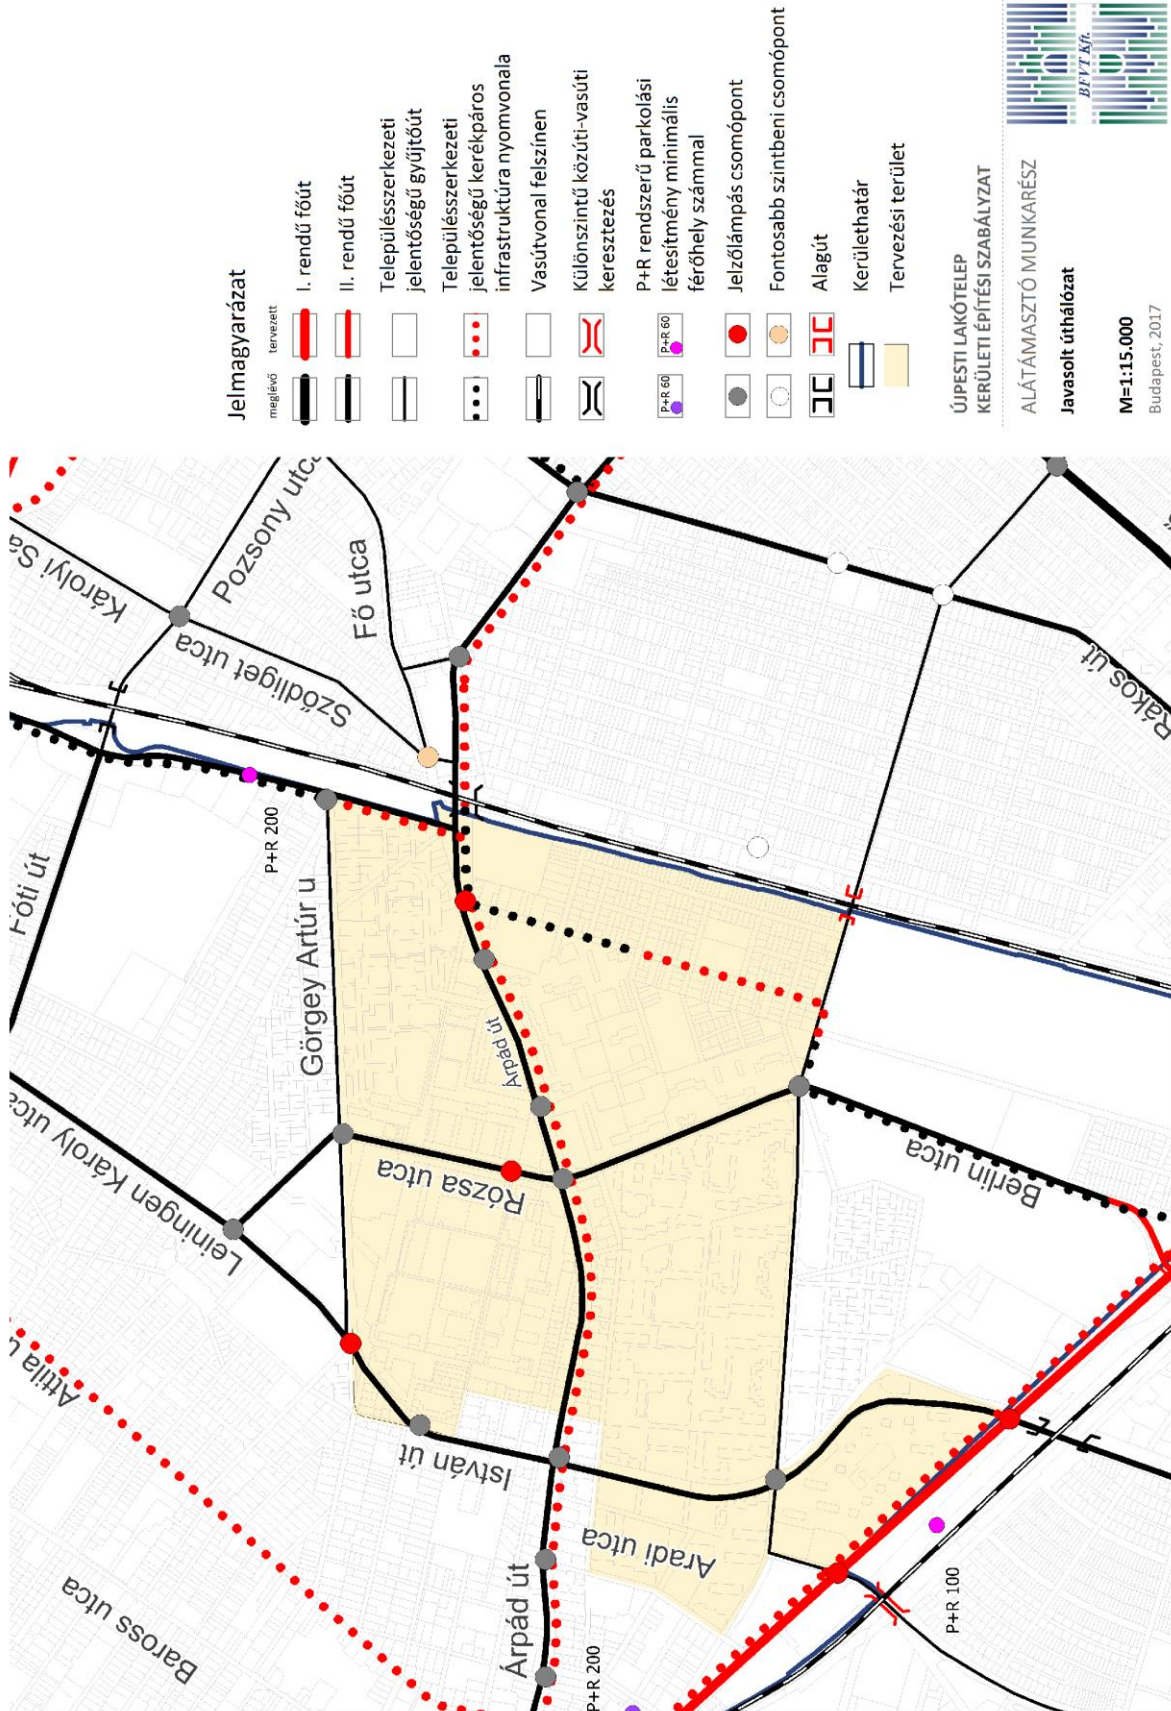 Baross utca
Attila u
Leiningen Károly utca
Fóti út
Károlyi Sá
Pozsony utca
Sződliget utca
Fő utca
P+R 200
Görgey Artúr u
István út
Rózsa utca
Árpád út
Árpád út
P+R 200
Aradi utca
Berlin utca
Rákos út
P+R 100
Jelmagyarázat
meglévő
tervezett
I. rendű főút
II. rendű főút
Településszerkezeti
jelentőségű gyűjtőút
Településszerkezeti
jelentőségű kerékpáros
infrastruktúra nyomvonala
Vasútvonal felszínen
Különszintű közúti-vasúti
keresztezés
P+R 60
P+R 60
P+R rendszerű parkolási
létesítmény minimális
férőhely számmal
Jelzőlámpás csomópont
Fontosabb szintbeni csomópont
Alagút
Kerülethatár
Tervezési terület
ÚJPESTI LAKÓTELEP
KERÜLETI ÉPÍTÉSI SZABÁLYZAT
ALÁTÁMASZTÓ MUNKARÉSZ
Javasolt úthálózat
M=1:15.000
Budapest, 2017
BFVT Kft.